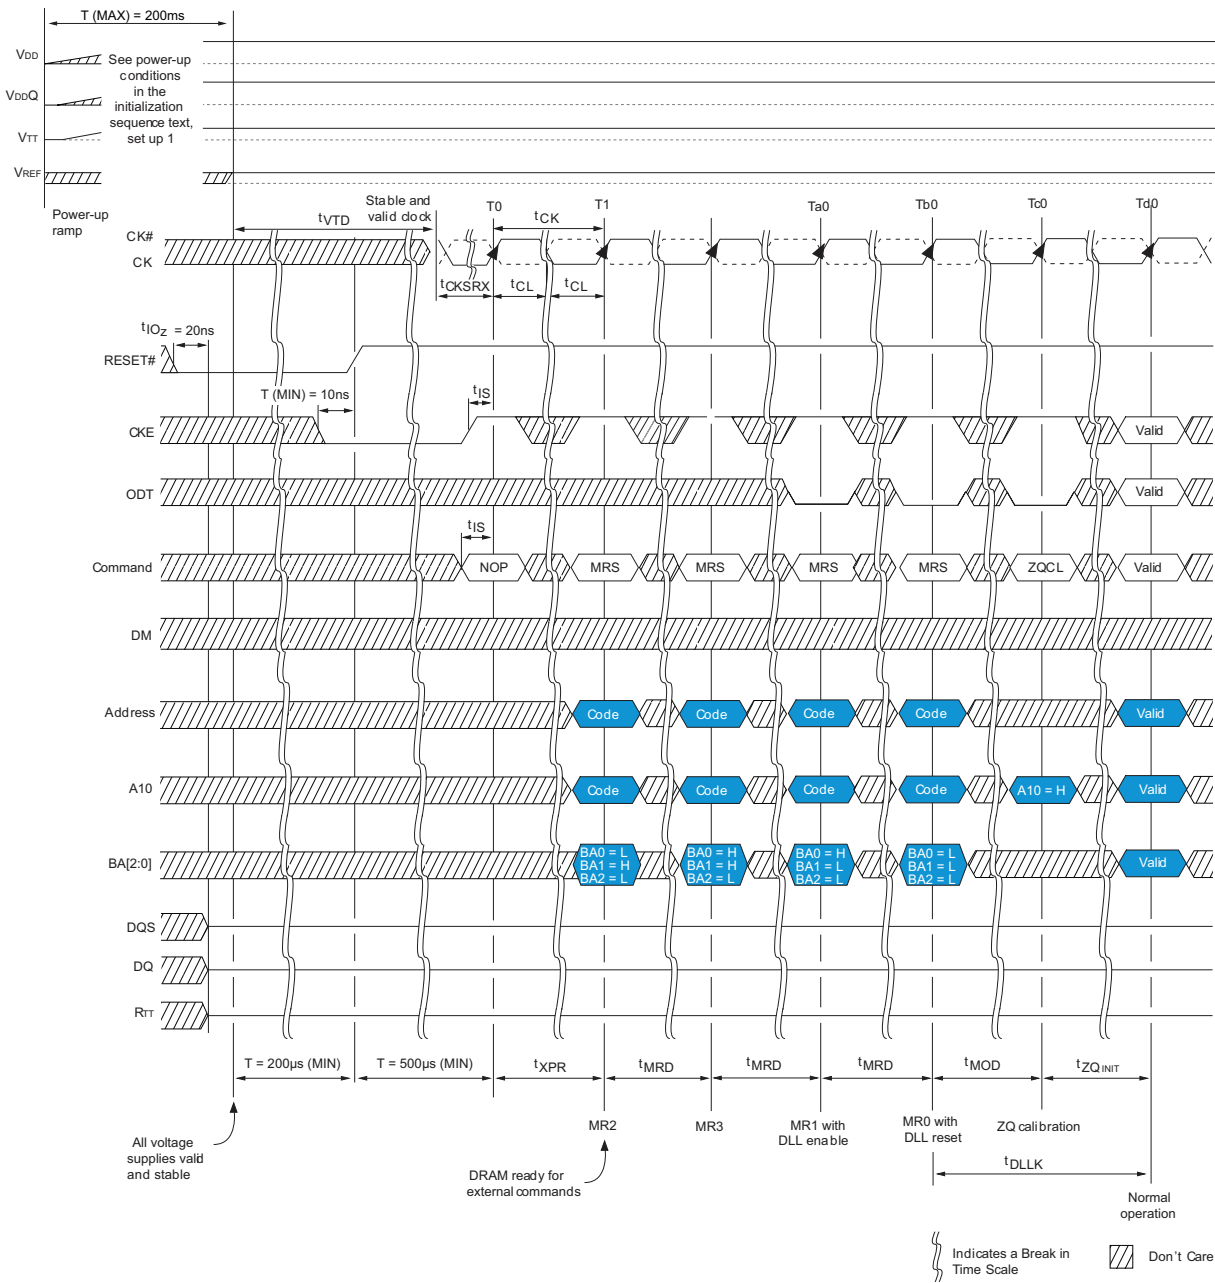 T (MAX) = 200ms
VDD
See power-up
conditions
in the
initialization
sequence text,
set up 1
VDDQ
VTT
VREF
Power-up
ramp
Stable and
valid clock
tVTD
T0
tCK
T1
Ta0
Tb0
Tc0
Td0
CK#
CK
tCKSRX
tCL
tCL
tIOz = 20ns
RESET#
T (MIN) = 10ns
tIS
CKE
Valid
ODT
Valid
tIS
Command
NOP
MRS
MRS
MRS
MRS
ZQCL
Valid
DM
Address
Code
Code
Code
Code
Valid
A10
Code
Code
Code
Code
A10 = H
Valid
BA[2:0]
BA0 = L
BA1 = H
BA2 = L
BA0 = H
BA1 = H
BA2 = L
BA0 = H
BA1 = L
BA2 = L
BA0 = L
BA1 = L
BA2 = L
Valid
DQS
DQ
RTT
T = 200µs (MIN)
T = 500µs (MIN)
tXPR
tMRD
tMRD
tMRD
tMOD
tZQINIT
All voltage
supplies valid
and stable
MR2
MR3
MR1 with
DLL enable
MR0 with
DLL reset
ZQ calibration
DRAM ready for
external commands
tDLLK
Normal
operation
Indicates a Break in
Time Scale
Don't Care